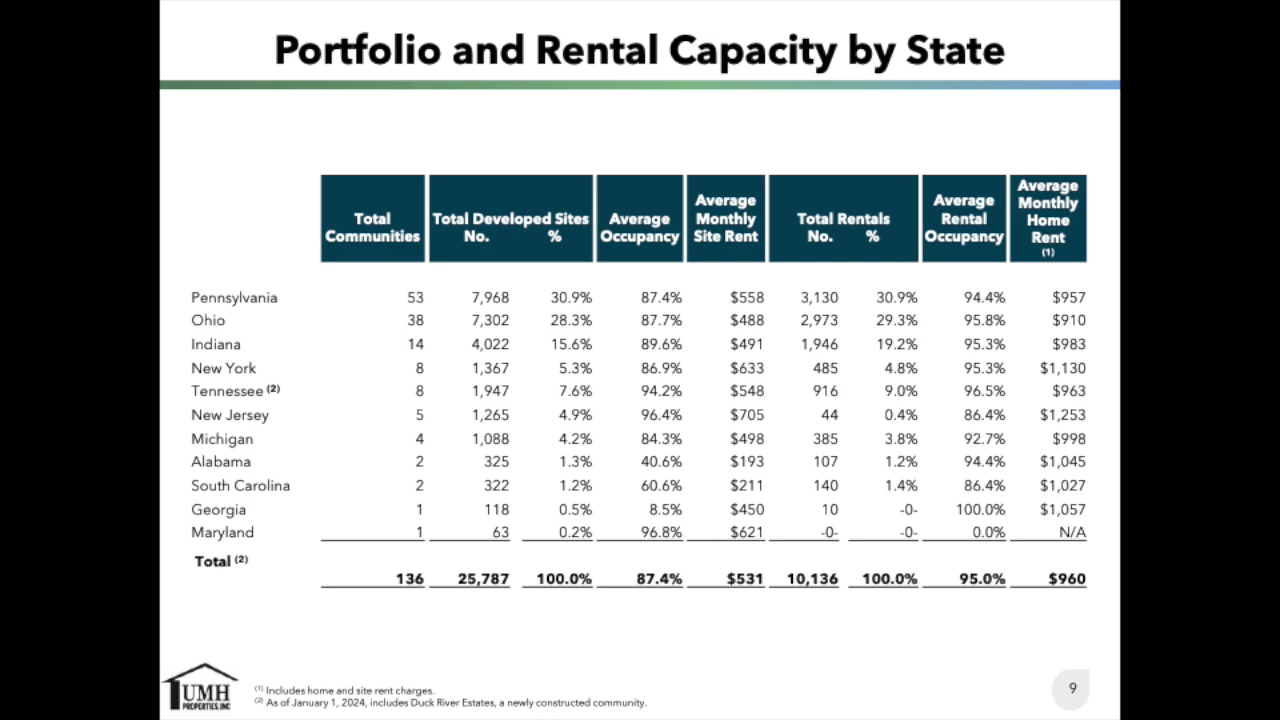 Portfolio and Rental Capacity by State
Total Communities Total Developed Sites No. % Average Occupancy Average Monthly Site Rent Total Rentals No. % Average Rental Occupancy Average Monthly Home Rent (1)
Pennsylvania 53 7,968 30.9% 87.4% $558 3,130 30.9% 94.4% $957
Ohio 38 7,302 28.3% 87.7% $488 2,973 29.3% 95.8% $910
Indiana 14 4,022 15.6% 89.6% $491 1,946 19.2% 95.3% $983
New York 8 1,367 5.3% 86.9% $633 485 4.8% 95.3% $1,130
Tennessee (2) 8 1,947 7.6% 94.2% $548 916 9.0% 96.5% $963
New Jersey 5 1,265 4.9% 96.4% $705 44 0.4% 86.4% $1,253
Michigan 4 1,088 4.2% 84.3% $498 385 3.8% 92.7% $998
Alabama 2 325 1.3% 40.6% $193 107 1.2% 94.4% $1,045
South Carolina 2 322 1.2% 60.6% $211 140 1.4% 86.4% $1,027
Georgia 1 118 0.5% 8.5% $450 10 -0- 100.0% $1,057
Maryland 1 63 0.2% 96.8% $621 -0- -0- 0.0% N/A
Total (2)
136 25,787 100.0% 87.4% $531 10,136 100.0% 95.0% $960
UMH
PROPERTIES, INC
(1) Includes home and site rent charges.
(2) As of January 1, 2024, includes Duck River Estates, a newly constructed community.
9